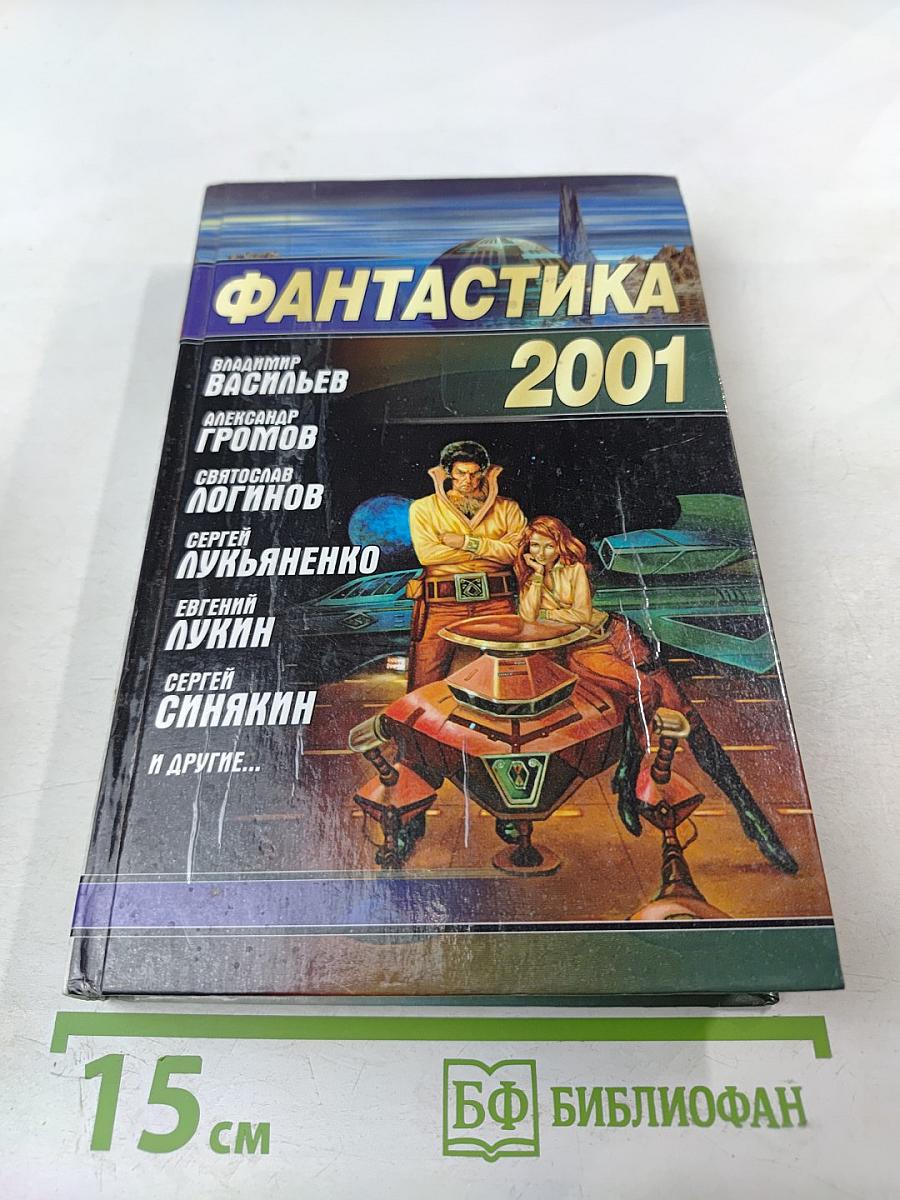 ФАНТАСТИКА
2001
ВЛАДИМИР
ВАСИЛЬЕВ
АЛЕКСАНДР
ГРОМОВ
СВЯТОСЛАВ
ЛОГИНОВ
СЕРГЕЙ
ЛУКЬЯНЕНКО
ЕВГЕНИЙ
ЛУКИН
СЕРГЕЙ
СИНЯКИН
И ДРУГИЕ...
15 см
БФ БИБЛИОФАН